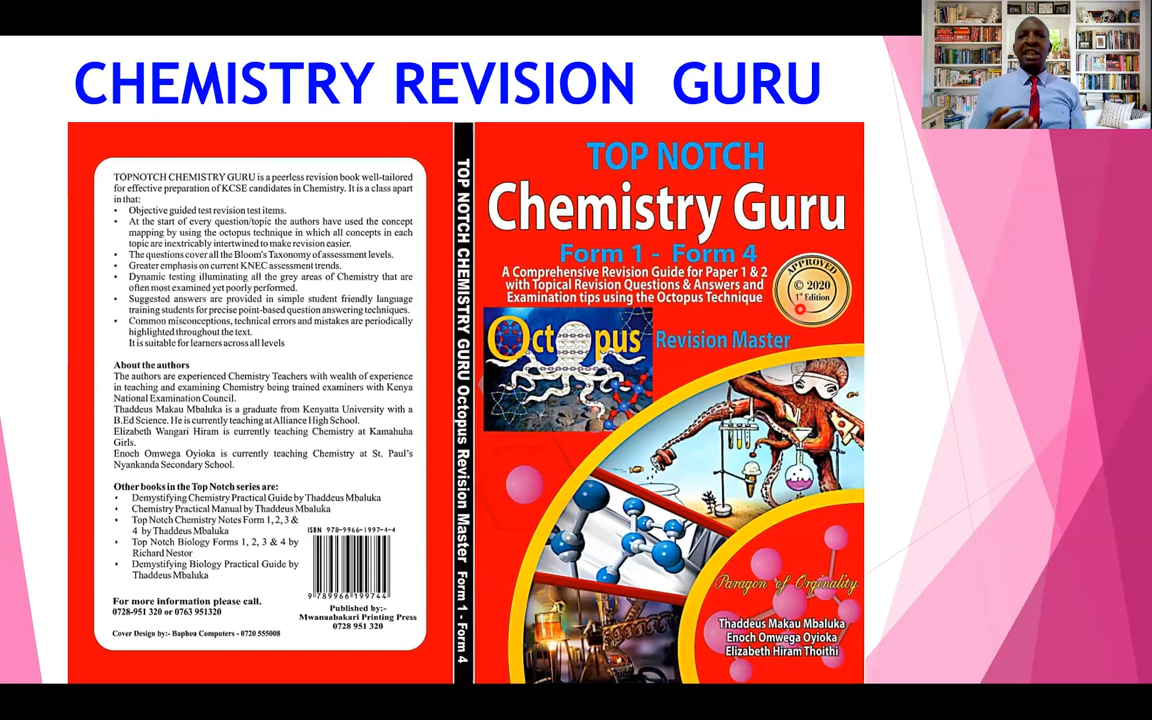 CHEMISTRY REVISION GURU
TOPNOTCH CHEMISTRY GURU is a peerless revision book well-tailored
for effective preparation of KCSE candidates in Chemistry. It is a class apart
in that:
• Objective guided test revision test items.
• At the start of every question/topic the authors have used the concept
mapping by using the octopus technique in which all concepts in each
topic are inextricably intertwined to make revision easier.
• The questions cover all the Bloom's Taxonomy of assessment levels.
• Greater emphasis on current KNEC assessment trends.
• Dynamic testing illuminating all the grey areas of Chemistry that are
often most examined yet poorly performed.
• Suggested answers are provided in simple student friendly language
training students for precise point-based question answering techniques.
• Common misconceptions, technical errors and mistakes are periodically
highlighted throughout the text.
It is suitable for learners across all levels
About the authors
The authors are experienced Chemistry Teachers with wealth of experience
in teaching and examining Chemistry being trained examiners with Kenya
National Examination Council.
Thaddeus Makau Mbaluka is a graduate from Kenyatta University with a
B.Ed Science. He is currently teaching at Alliance High School.
Elizabeth Wangari Hiram is currently teaching Chemistry at Kamahuha
Girls.
Enoch Omwega Oyioka is currently teaching Chemistry at St. Paul's
Nyankanda Secondary School.
Other books in the Top Notch series are:
• Demystifying Chemistry Practical Guide by Thaddeus Mbaluka
• Chemistry Practical Manual by Thaddeus Mbaluka
• Top Notch Chemistry Notes Form 1, 2, 3 &
4 by Thaddeus Mbaluka
• Top Notch Biology Forms 1, 2, 3 & 4 by
Richard Nestor
• Demystifying Biology Practical Guide by
Thaddeus Mbaluka
ISBN 978-9966-1997-4-4
9 789966 199744
For more information please call.
0728-951 320 or 0763 951320
Published by:-
Mwanaabakari Printing Press
0728 951 320
Cover Design by:- Baphea Computers - 0720 555008
TOP NOTCH CHEMISTRY GURU Octopus Revision Master Form 1 - Form 4
TOP NOTCH
Chemistry Guru
Form 1 - Form 4
A Comprehensive Revision Guide for Paper 1 & 2
with Topical Revision Questions & Answers and
Examination tips using the Octopus Technique
APPROVED
© 2020
1st Edition
Octopus
Revision Master
Paragon of Orginality
Thaddeus Makau Mbaluka
Enoch Omwega Oyioka
Elizabeth Hiram Thoithi